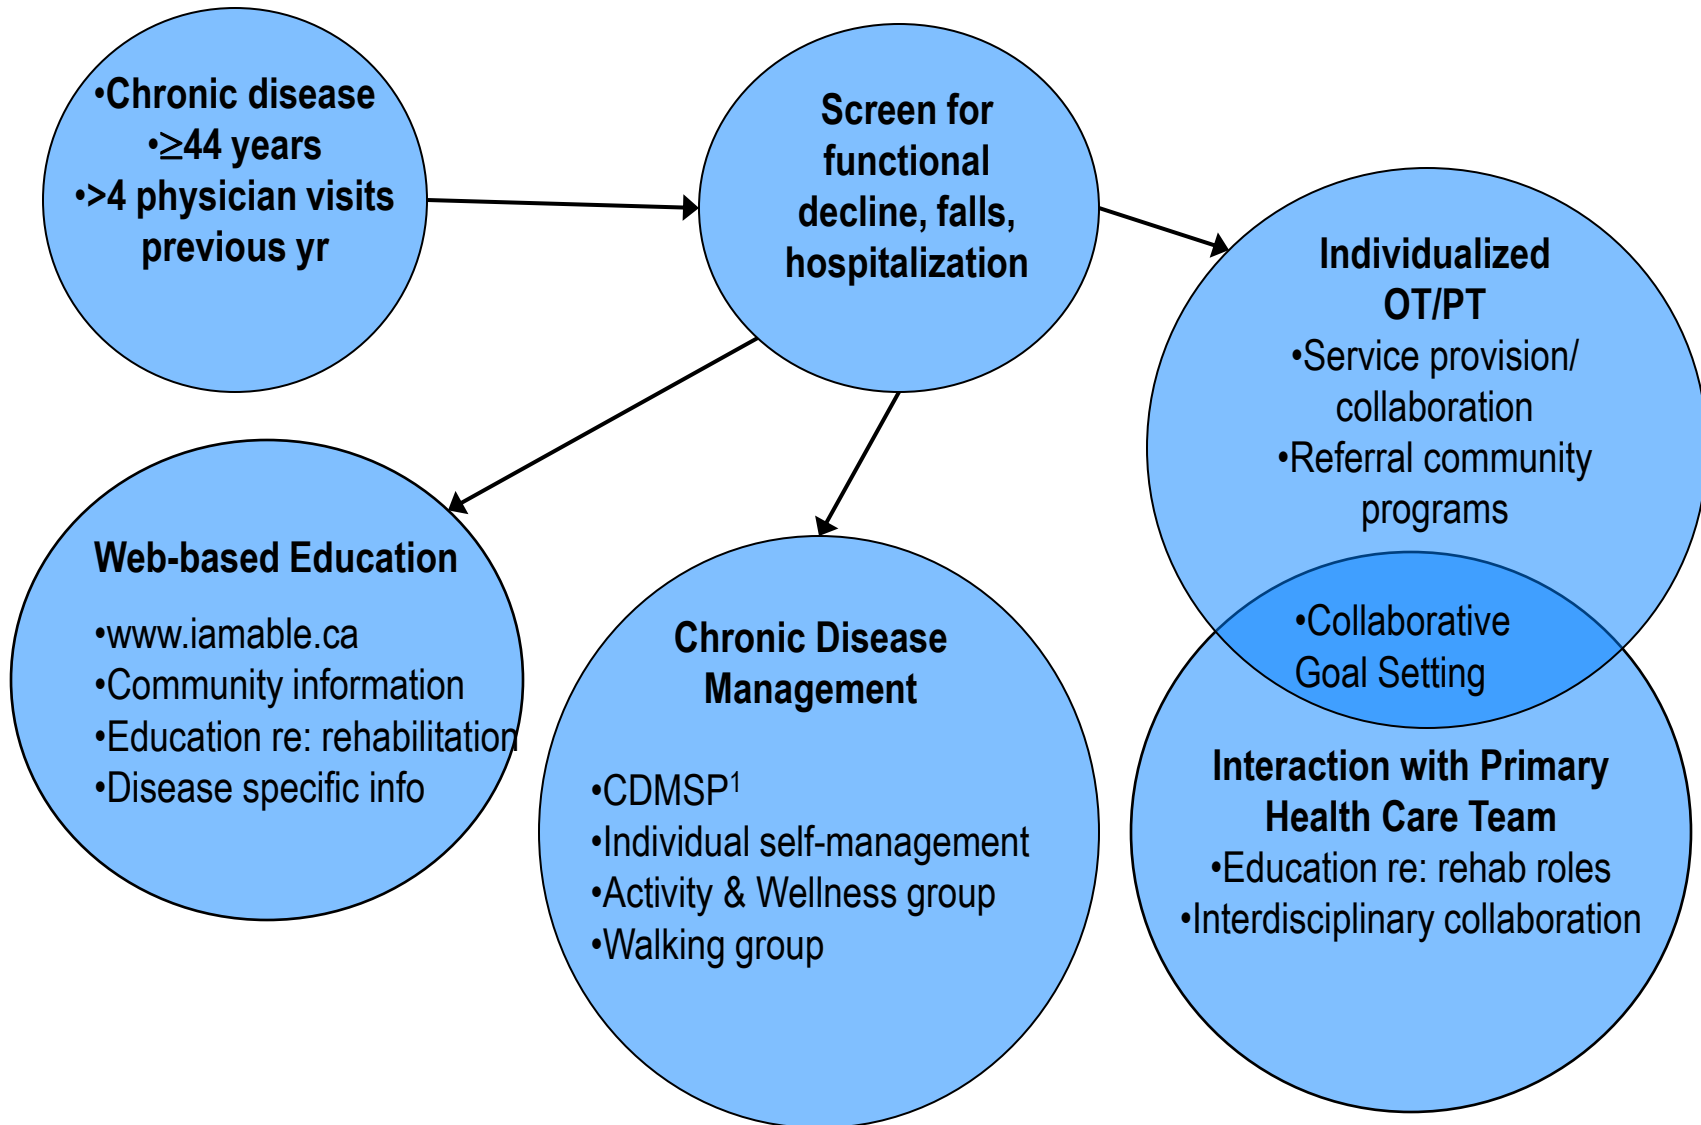 •Chronic disease
•≥44 years
•>4 physician visits
previous yr
Screen for
functional
decline, falls,
hospitalization
Individualized
OT/PT
•Service provision/
collaboration
•Referral community
programs
•Collaborative
Goal Setting
Interaction with Primary
Health Care Team
•Education re: rehab roles
•Interdisciplinary collaboration
Web-based Education
•www.iamable.ca
•Community information
•Education re: rehabilitation
•Disease specific info
Chronic Disease
Management
•CDMSP¹
•Individual self-management
•Activity & Wellness group
•Walking group